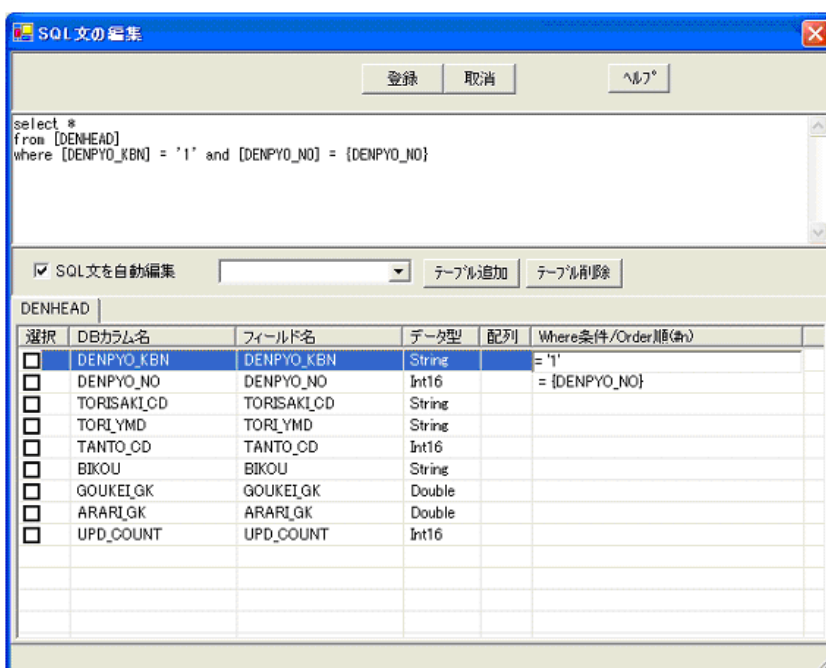 SQL文の編集
登録 取消 ﾍﾙﾌﾟ
select *
from [DENHEAD]
where [DENPYO_KBN] = '1' and [DENPYO_NO] = {DENPYO_NO}
SQL文を自動編集 ﾃｰﾌﾞﾙ追加 ﾃｰﾌﾞﾙ削除
DENHEAD
選択 DBカラム名 フィールド名 データ型 配列 Where条件/Order順(#n)
DENPYO_KBN DENPYO_KBN String = '1'
DENPYO_NO DENPYO_NO Int16 = {DENPYO_NO}
TORISAKI_CD TORISAKI_CD String
TORI_YMD TORI_YMD String
TANTO_CD TANTO_CD Int16
BIKOU BIKOU String
GOUKEI_GK GOUKEI_GK Double
ARARI_GK ARARI_GK Double
UPD_COUNT UPD_COUNT Int16